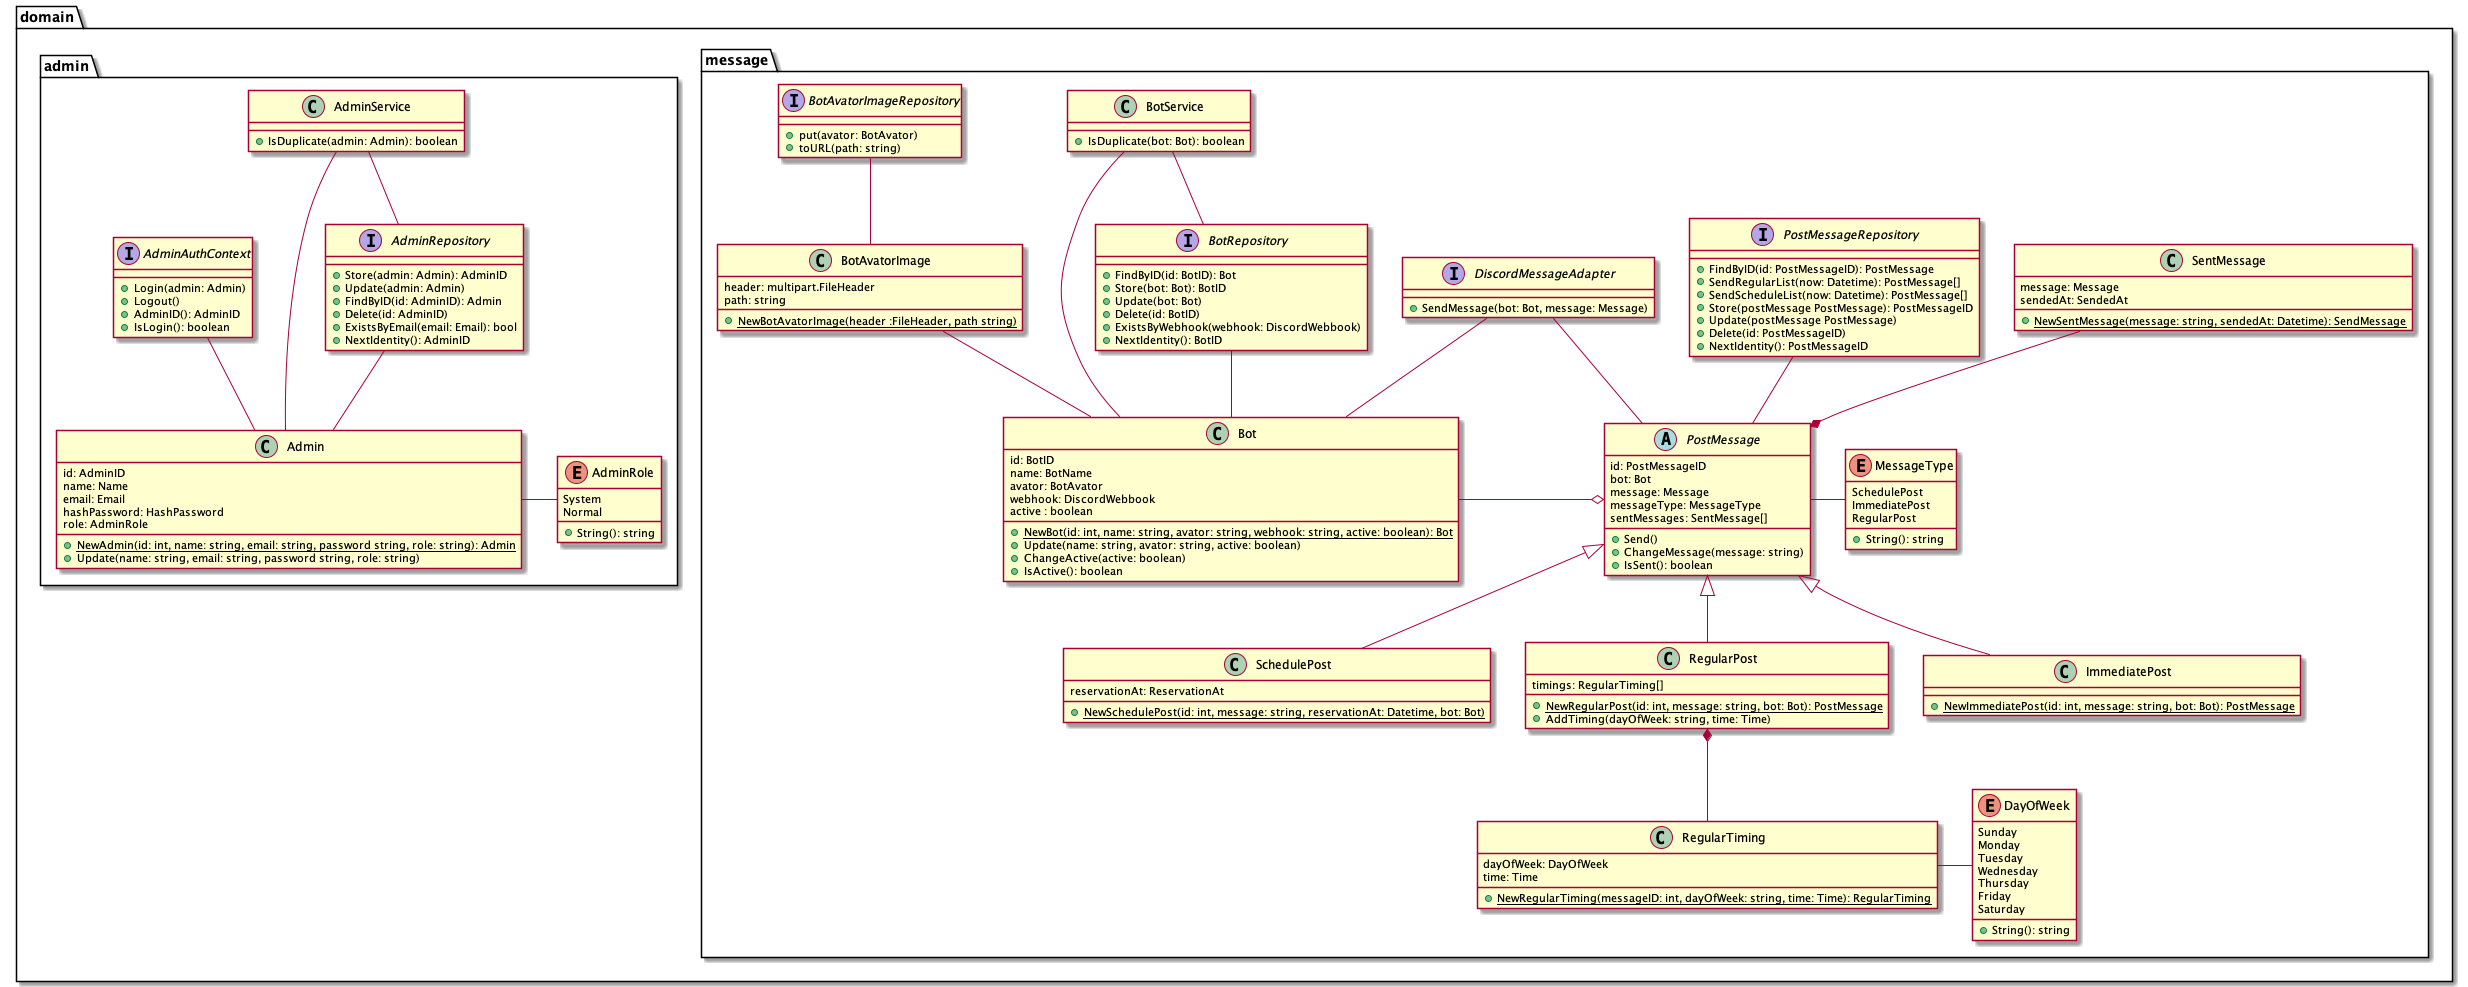 domain
admin
C AdminService
IsDuplicate(admin: Admin): boolean
I AdminAuthContext
Login(admin: Admin)
Logout()
AdminID(): AdminID
IsLogin(): boolean
I AdminRepository
Store(admin: Admin): AdminID
Update(admin: Admin)
FindByID(id: AdminID): Admin
Delete(id: AdminID)
ExistsByEmail(email: Email): bool
NextIdentity(): AdminID
C Admin
id: AdminID
name: Name
email: Email
hashPassword: HashPassword
role: AdminRole
NewAdmin(id: int, name: string, email: string, password string, role: string): Admin
Update(name: string, email: string, password string, role: string)
E AdminRole
System
Normal
String(): string
message
I BotAvatorImageRepository
put(avator: BotAvator)
toURL(path: string)
C BotService
IsDuplicate(bot: Bot): boolean
C BotAvatorImage
header: multipart.FileHeader
path: string
NewBotAvatorImage(header :FileHeader, path string)
I BotRepository
FindByID(id: BotID): Bot
Store(bot: Bot): BotID
Update(bot: Bot)
Delete(id: BotID)
ExistsByWebhook(webhook: DiscordWebbook)
NextIdentity(): BotID
I DiscordMessageAdapter
SendMessage(bot: Bot, message: Message)
I PostMessageRepository
FindByID(id: PostMessageID): PostMessage
SendRegularList(now: Datetime): PostMessage[]
SendScheduleList(now: Datetime): PostMessage[]
Store(postMessage PostMessage): PostMessageID
Update(postMessage PostMessage)
Delete(id: PostMessageID)
NextIdentity(): PostMessageID
C SentMessage
message: Message
sendedAt: SendedAt
NewSentMessage(message: string, sendedAt: Datetime): SendMessage
C Bot
id: BotID
name: BotName
avator: BotAvator
webhook: DiscordWebbook
active : boolean
NewBot(id: int, name: string, avator: string, webhook: string, active: boolean): Bot
Update(name: string, avator: string, active: boolean)
ChangeActive(active: boolean)
IsActive(): boolean
A PostMessage
id: PostMessageID
bot: Bot
message: Message
messageType: MessageType
sentMessages: SentMessage[]
Send()
ChangeMessage(message: string)
IsSent(): boolean
E MessageType
SchedulePost
ImmediatePost
RegularPost
String(): string
C SchedulePost
reservationAt: ReservationAt
NewSchedulePost(id: int, message: string, reservationAt: Datetime, bot: Bot)
C RegularPost
timings: RegularTiming[]
NewRegularPost(id: int, message: string, bot: Bot): PostMessage
AddTiming(dayOfWeek: string, time: Time)
C ImmediatePost
NewImmediatePost(id: int, message: string, bot: Bot): PostMessage
C RegularTiming
dayOfWeek: DayOfWeek
time: Time
NewRegularTiming(messageID: int, dayOfWeek: string, time: Time): RegularTiming
E DayOfWeek
Sunday
Monday
Tuesday
Wednesday
Thursday
Friday
Saturday
String(): string